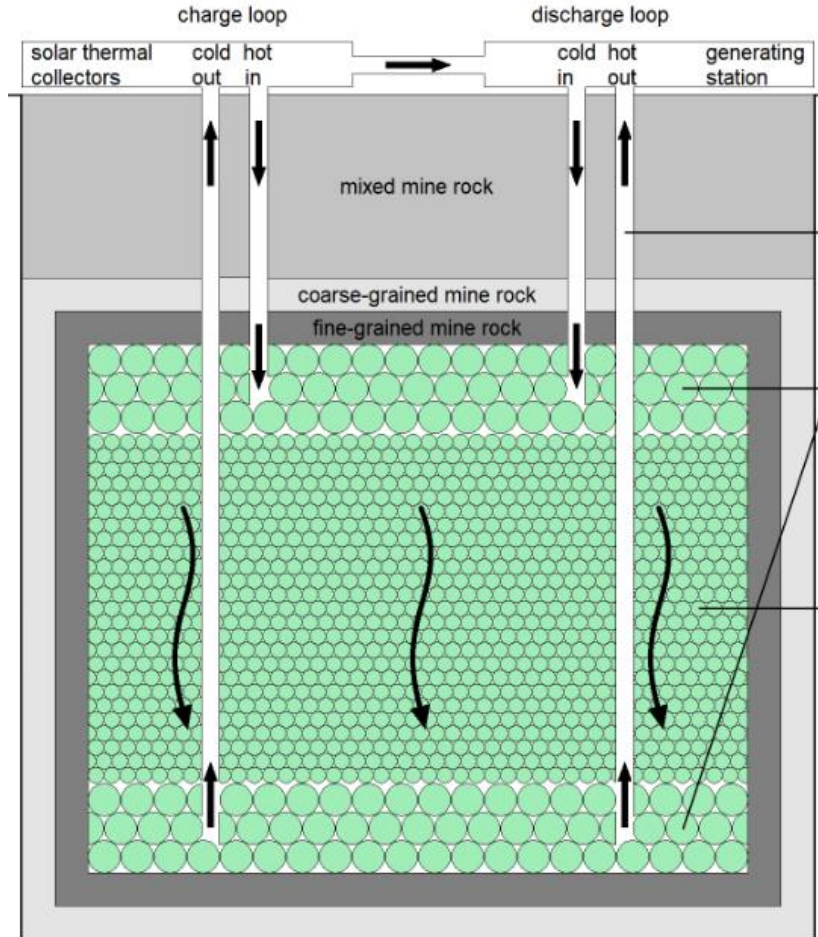 charge loop discharge loop
solar thermal cold hot cold hot generating
collectors out in in out station
mixed mine rock
coarse-grained mine rock
fine-grained mine rock